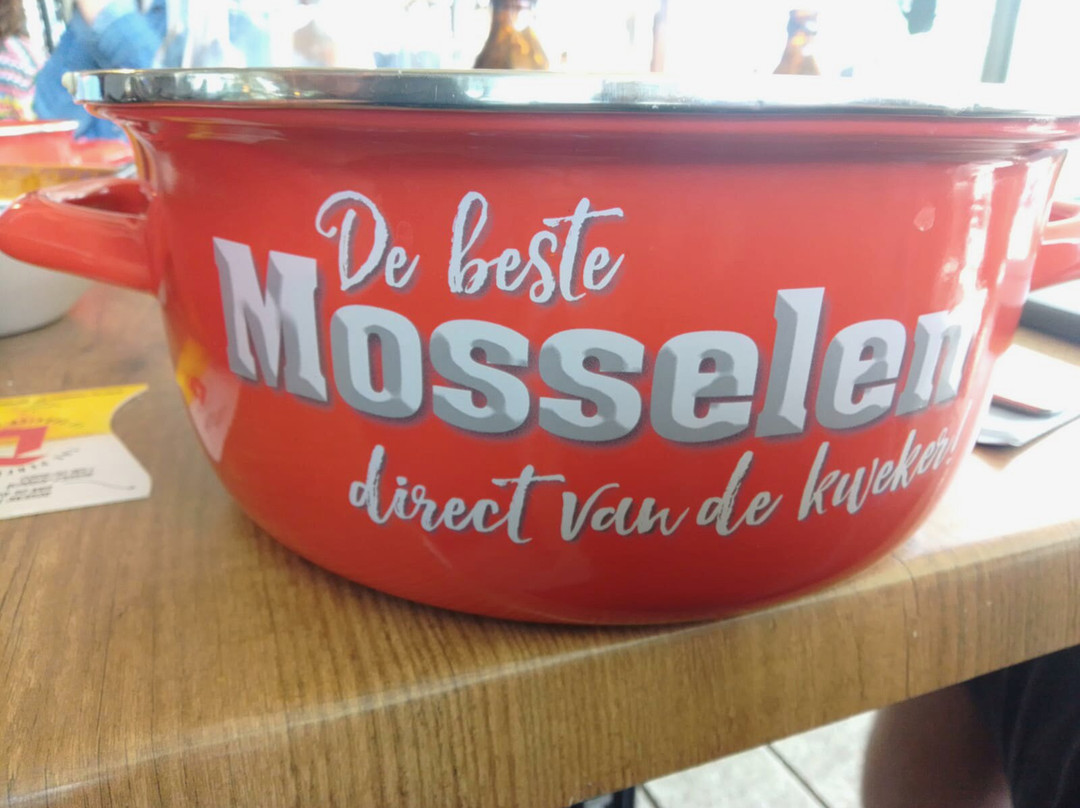 De beste
Mosselen
direct van de kweker!